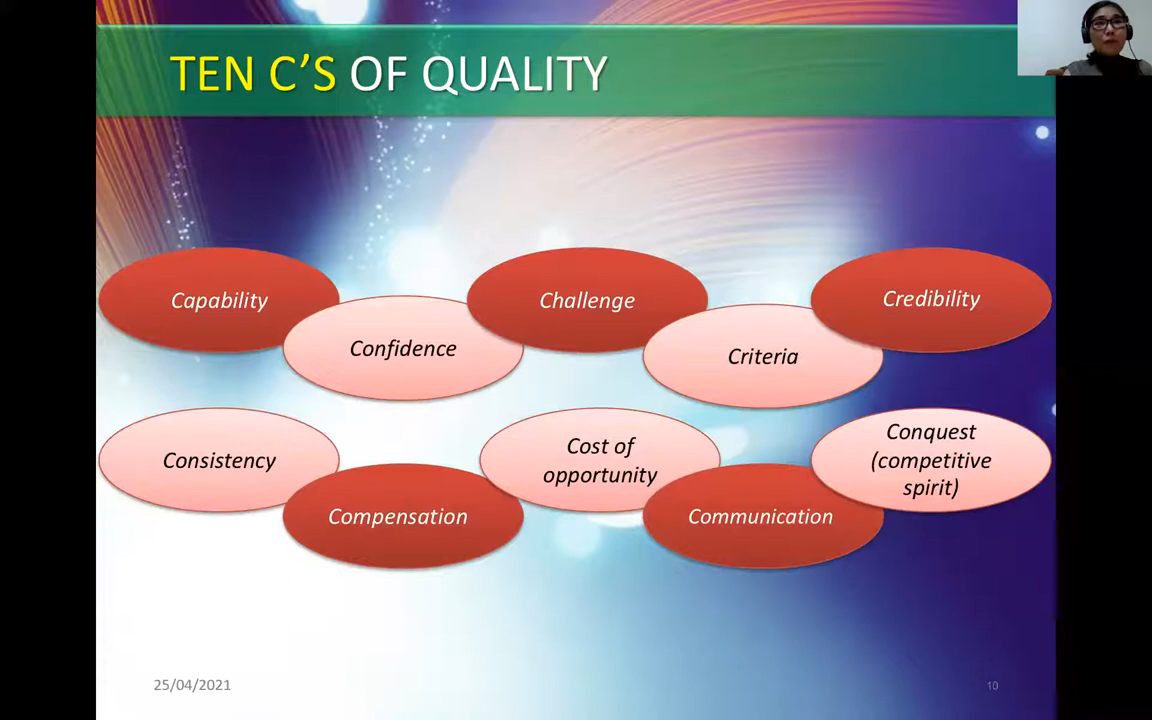 TEN C’S OF QUALITY
Capability
Confidence
Challenge
Criteria
Credibility
Consistency
Compensation
Cost of
opportunity
Communication
Conquest
(competitive
spirit)
25/04/2021
10